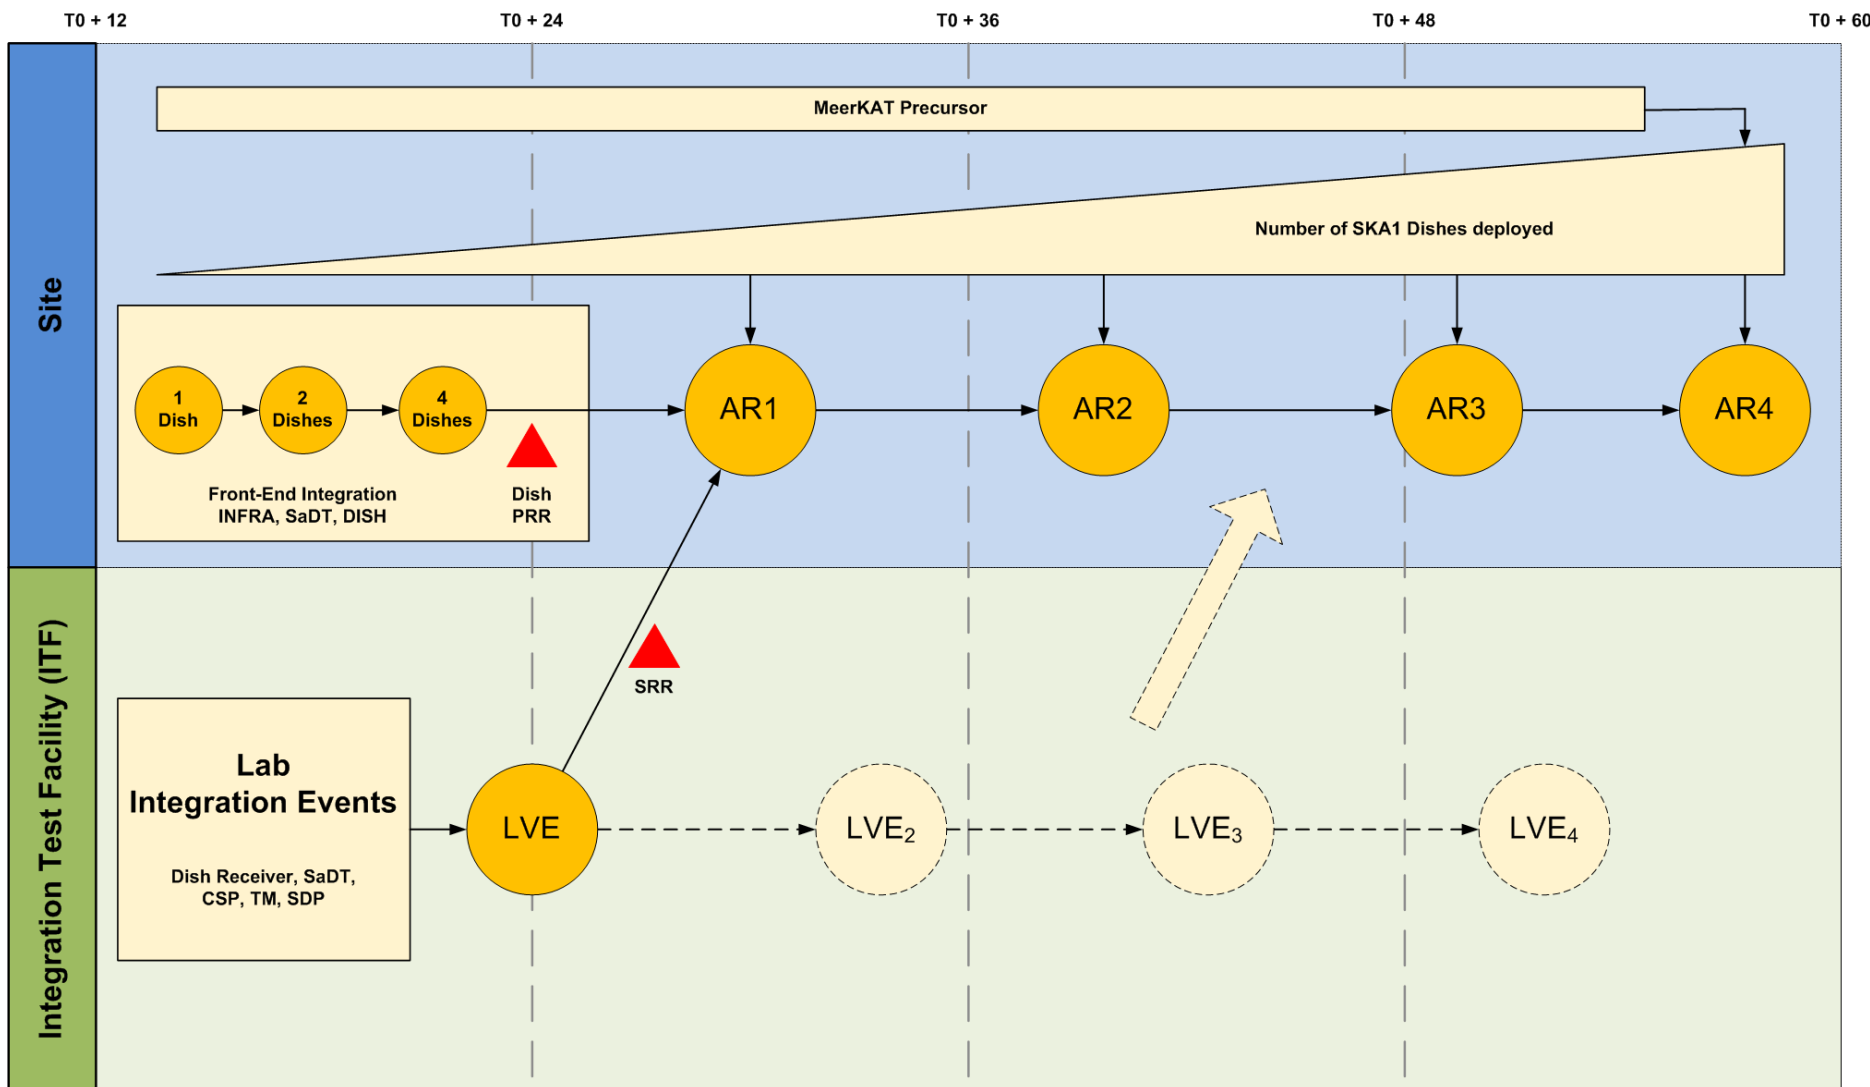 T0 + 12
T0 + 24
T0 + 36
T0 + 48
T0 + 60
Site
MeerKAT Precursor
Number of SKA1 Dishes deployed
1
Dish
2
Dishes
4
Dishes
Front-End Integration
INFRA, SaDT, DISH
Dish
PRR
AR1
AR2
AR3
AR4
Integration Test Facility (ITF)
SRR
Lab
Integration Events
Dish Receiver, SaDT,
CSP, TM, SDP
LVE
LVE₂
LVE₃
LVE₄